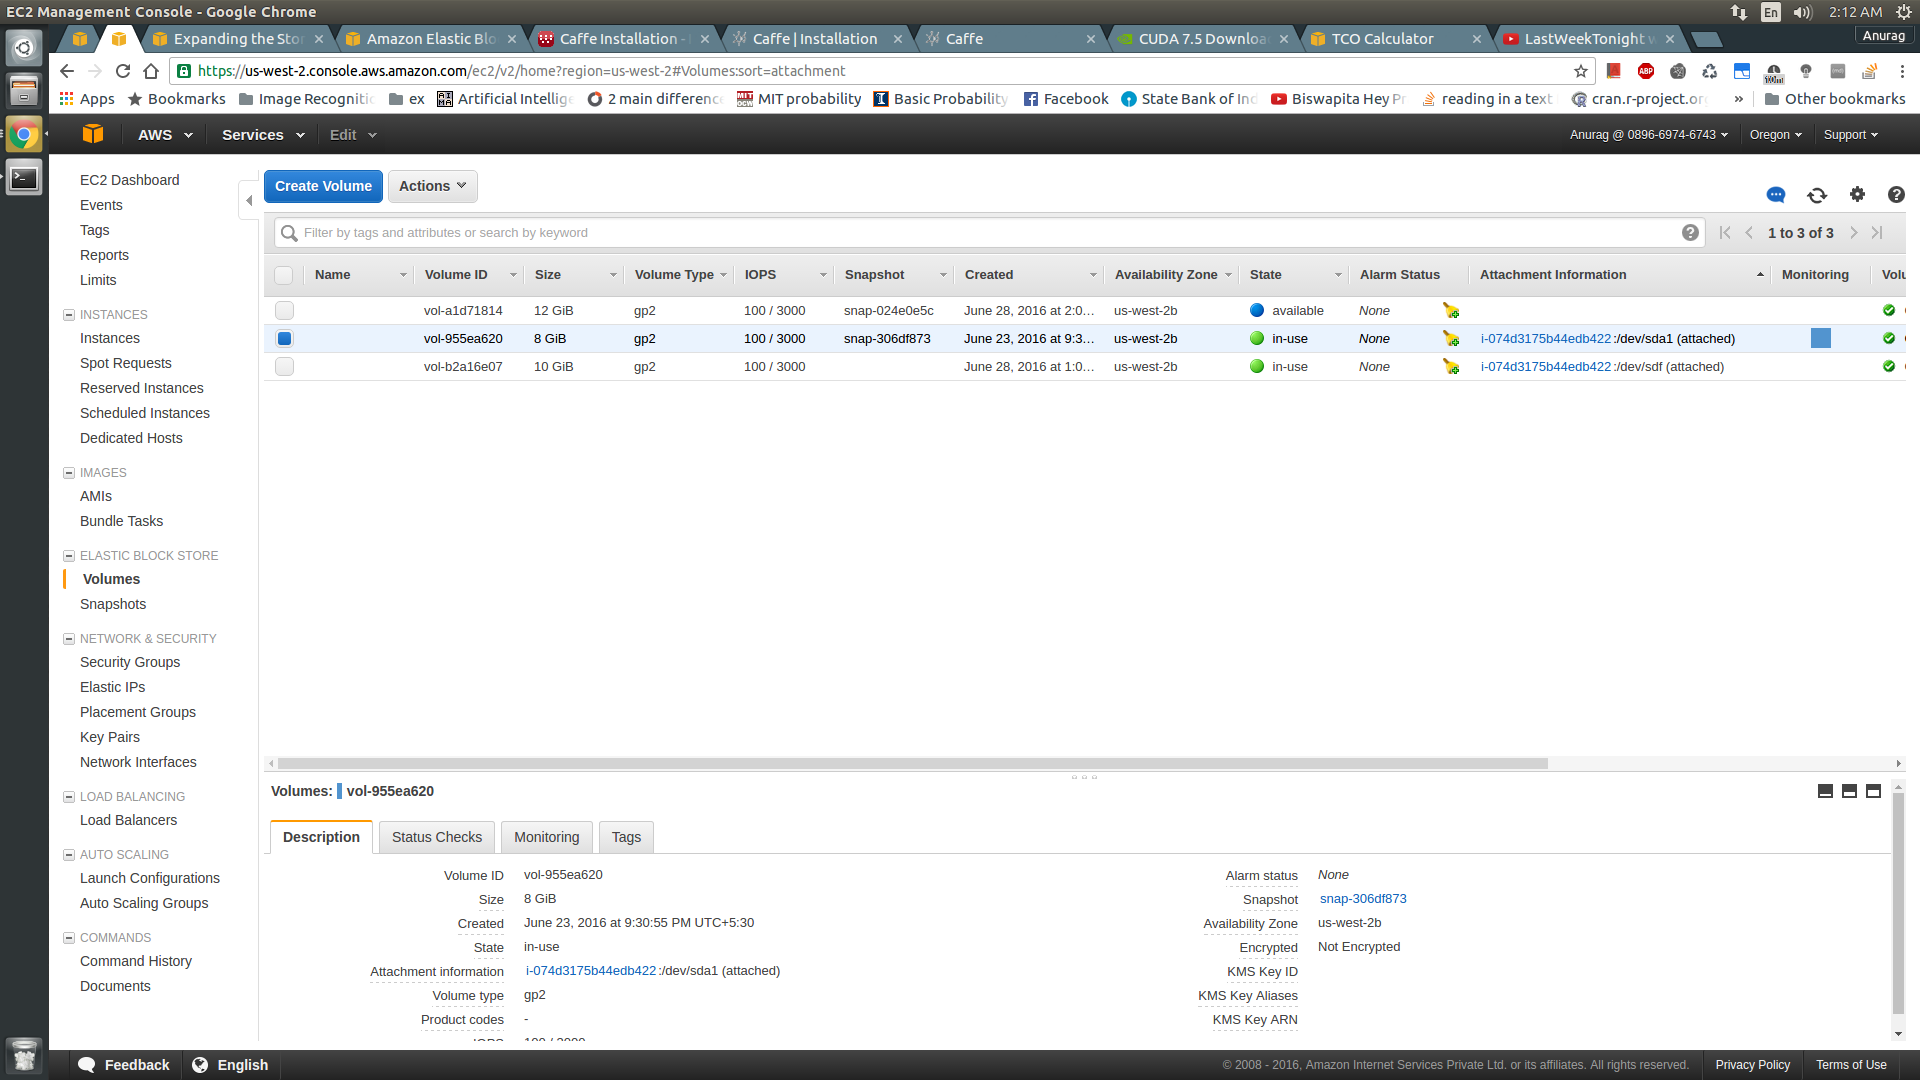 EC2 Management Console - Google Chrome
En
2:12 AM
Expanding the Sto
Amazon Elastic Blo
Caffe Installation -
Caffe | Installation
Caffe
CUDA 7.5 Downloa
TCO Calculator
LastWeekTonight
Anurag
https://us-west-2.console.aws.amazon.com/ec2/v2/home?region=us-west-2#Volumes:sort=attachment
ABP
Apps
Bookmarks
Image Recogniti
ex
Artificial Intellige
2 main difference
MIT probability
Basic Probability
Facebook
State Bank of Ind
Biswapita Hey Pr
reading in a text
cran.r-project.or
»
Other bookmarks
AWS
Services
Edit
Anurag @ 0896-6974-6743
Oregon
Support
EC2 Dashboard
Events
Tags
Reports
Limits
INSTANCES
Instances
Spot Requests
Reserved Instances
Scheduled Instances
Dedicated Hosts
IMAGES
AMIs
Bundle Tasks
ELASTIC BLOCK STORE
Volumes
Snapshots
NETWORK & SECURITY
Security Groups
Elastic IPs
Placement Groups
Key Pairs
Network Interfaces
LOAD BALANCING
Load Balancers
AUTO SCALING
Launch Configurations
Auto Scaling Groups
COMMANDS
Command History
Documents
Create Volume
Actions
Filter by tags and attributes or search by keyword
1 to 3 of 3
Name Volume ID Size Volume Type IOPS Snapshot Created Availability Zone State Alarm Status Attachment Information Monitoring Volu
vol-a1d71814 12 GiB gp2 100 / 3000 snap-024e0e5c June 28, 2016 at 2:0... us-west-2b available None
vol-955ea620 8 GiB gp2 100 / 3000 snap-306df873 June 23, 2016 at 9:3... us-west-2b in-use None i-074d3175b44edb422:/dev/sda1 (attached)
vol-b2a16e07 10 GiB gp2 100 / 3000 June 28, 2016 at 1:0... us-west-2b in-use None i-074d3175b44edb422:/dev/sdf (attached)
Volumes: vol-955ea620
Description
Status Checks
Monitoring
Tags
Volume ID vol-955ea620
Size 8 GiB
Created June 23, 2016 at 9:30:55 PM UTC+5:30
State in-use
Attachment information i-074d3175b44edb422:/dev/sda1 (attached)
Volume type gp2
Product codes -
IOPS 100 / 3000
Alarm status None
Snapshot snap-306df873
Availability Zone us-west-2b
Encrypted Not Encrypted
KMS Key ID
KMS Key Aliases
KMS Key ARN
Feedback
English
© 2008 - 2016, Amazon Internet Services Private Ltd. or its affiliates. All rights reserved.
Privacy Policy
Terms of Use